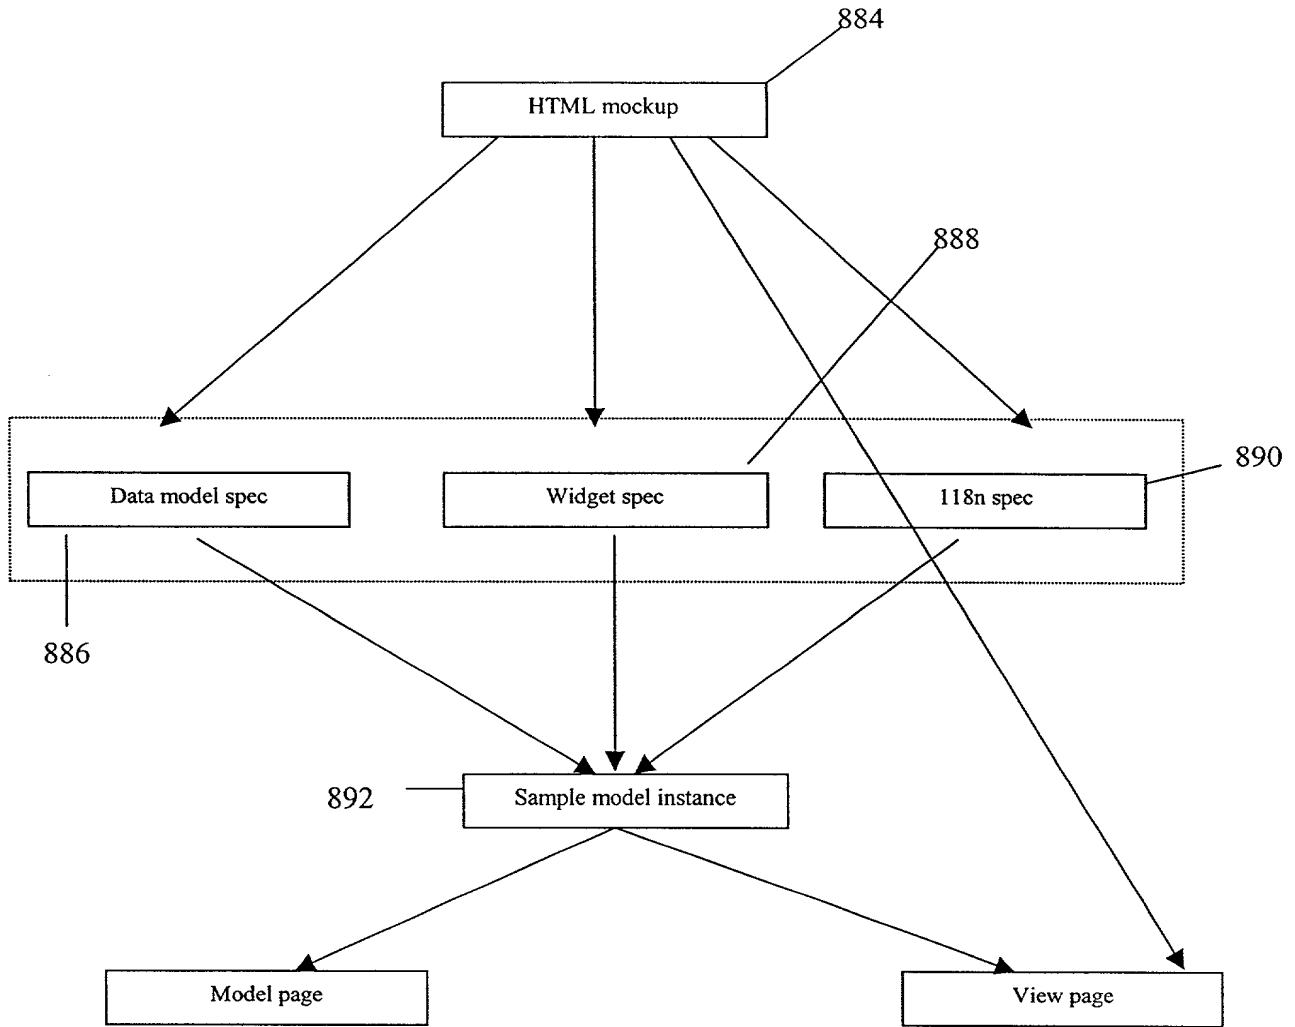 884
HTML mockup
888
890
Data model spec
Widget spec
118n spec
886
892
Sample model instance
Model page
View page